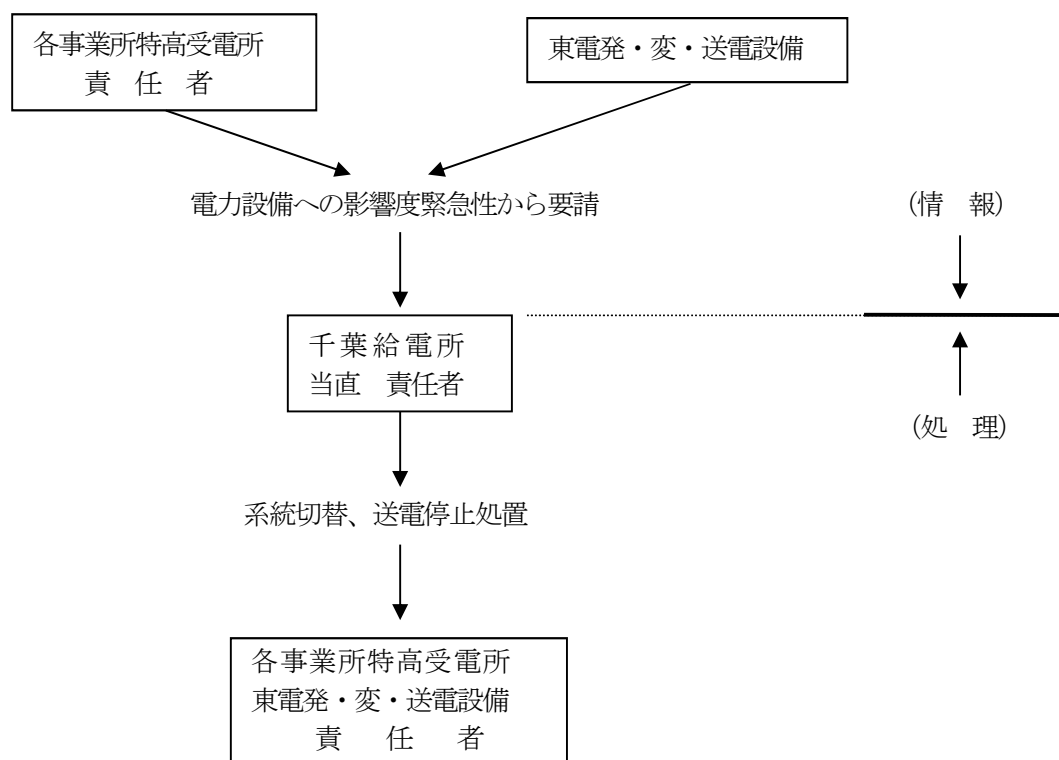 各事業所特高受電所
責 任 者
東電発・変・送電設備
電力設備への影響度緊急性から要請
(情 報)
千葉給電所
当直 責任者
(処 理)
系統切替、送電停止処置
各事業所特高受電所
東電発・変・送電設備
責 任 者